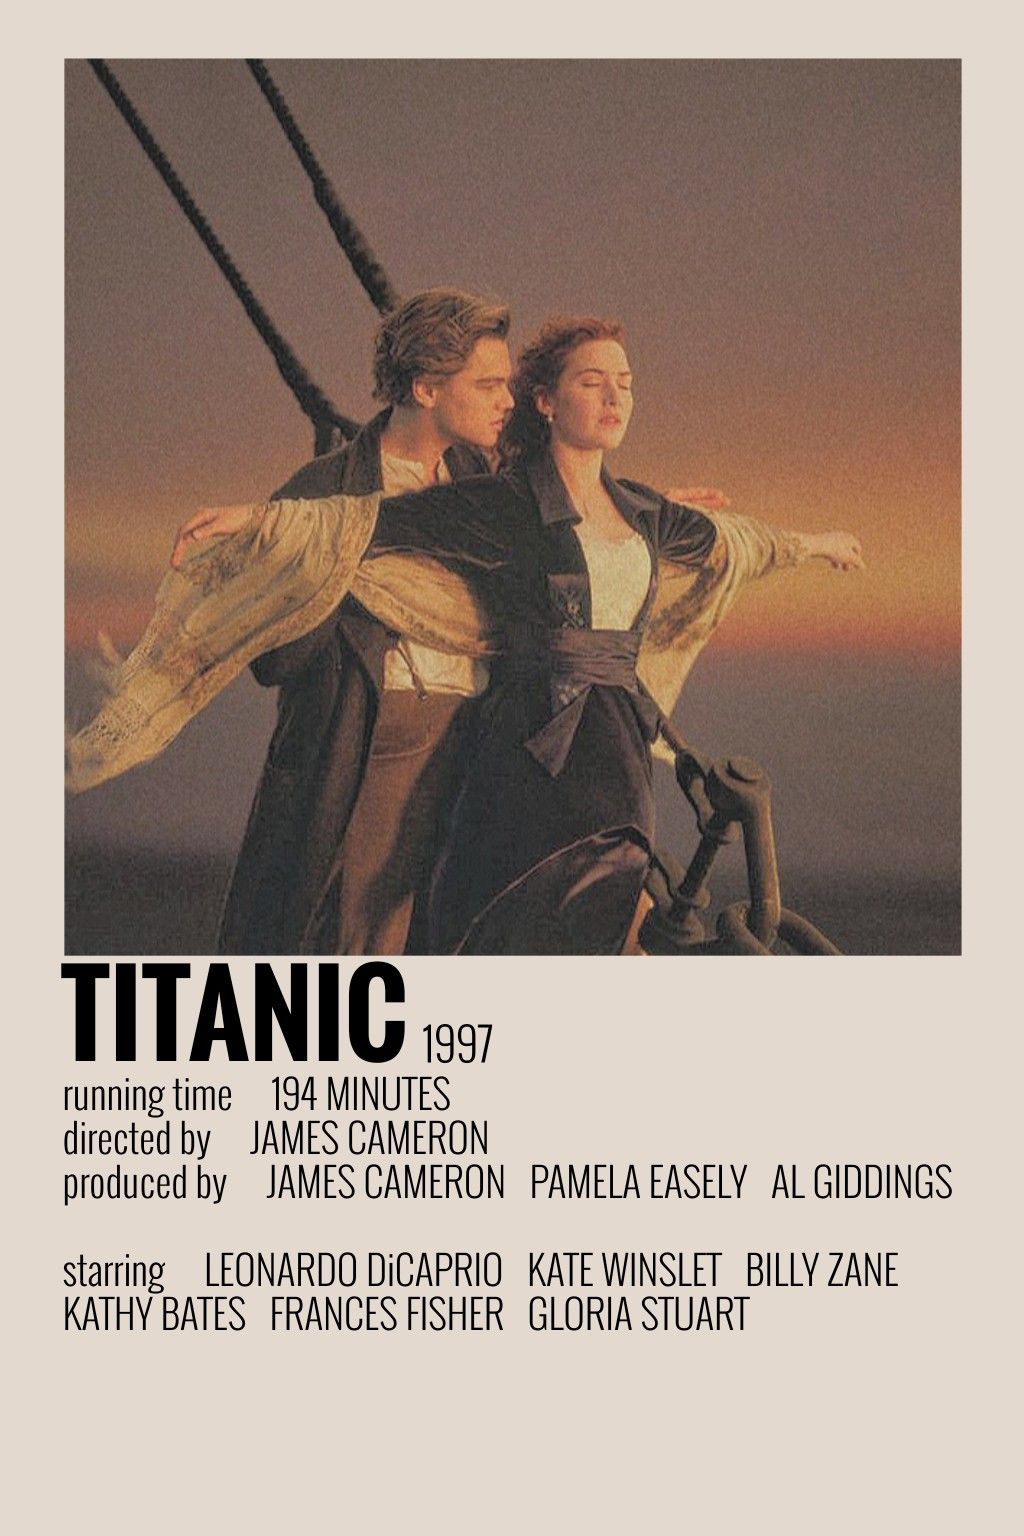 TITANIC 1997
running time 194 MINUTES
directed by JAMES CAMERON
produced by JAMES CAMERON PAMELA EASELY AL GIDDINGS
starring LEONARDO DiCAPRIO KATE WINSLET BILLY ZANE
KATHY BATES FRANCES FISHER GLORIA STUART